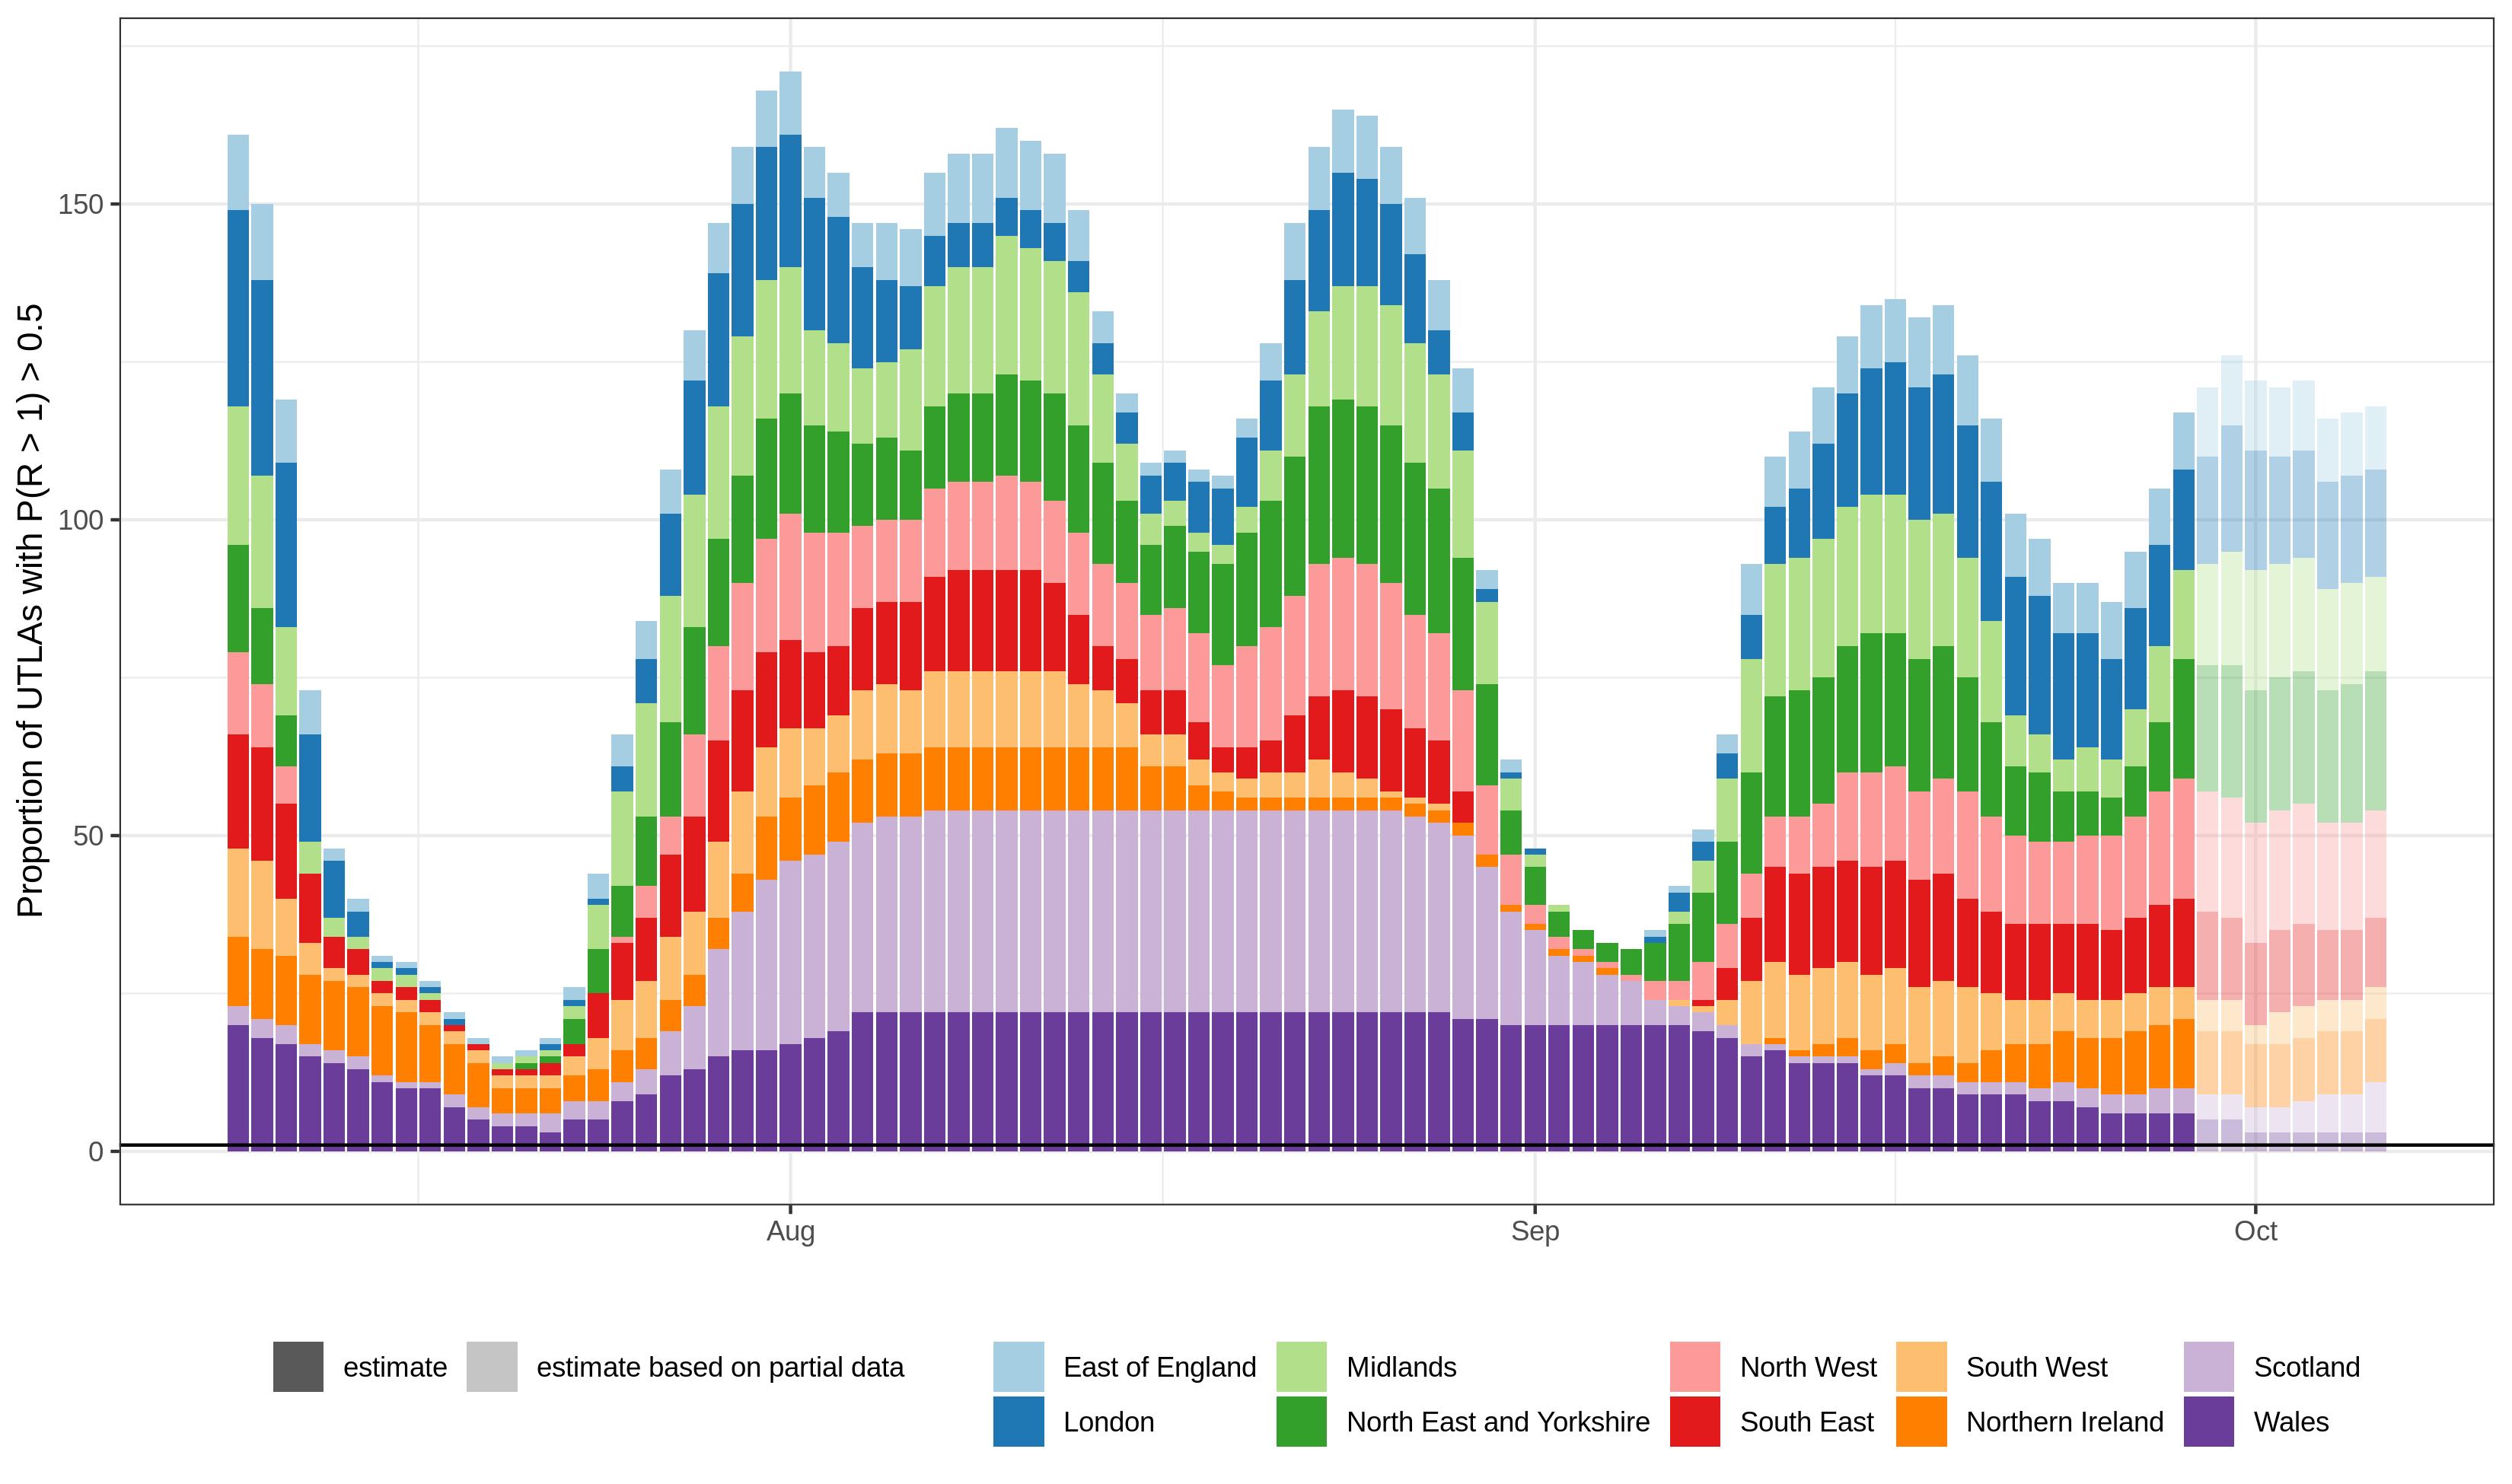 Proportion of UTLAs with P(R > 1) > 0.5
150
100
50
0
Aug Sep Oct
estimate estimate based on partial data East of England Midlands North West South West Scotland
London North East and Yorkshire South East Northern Ireland Wales